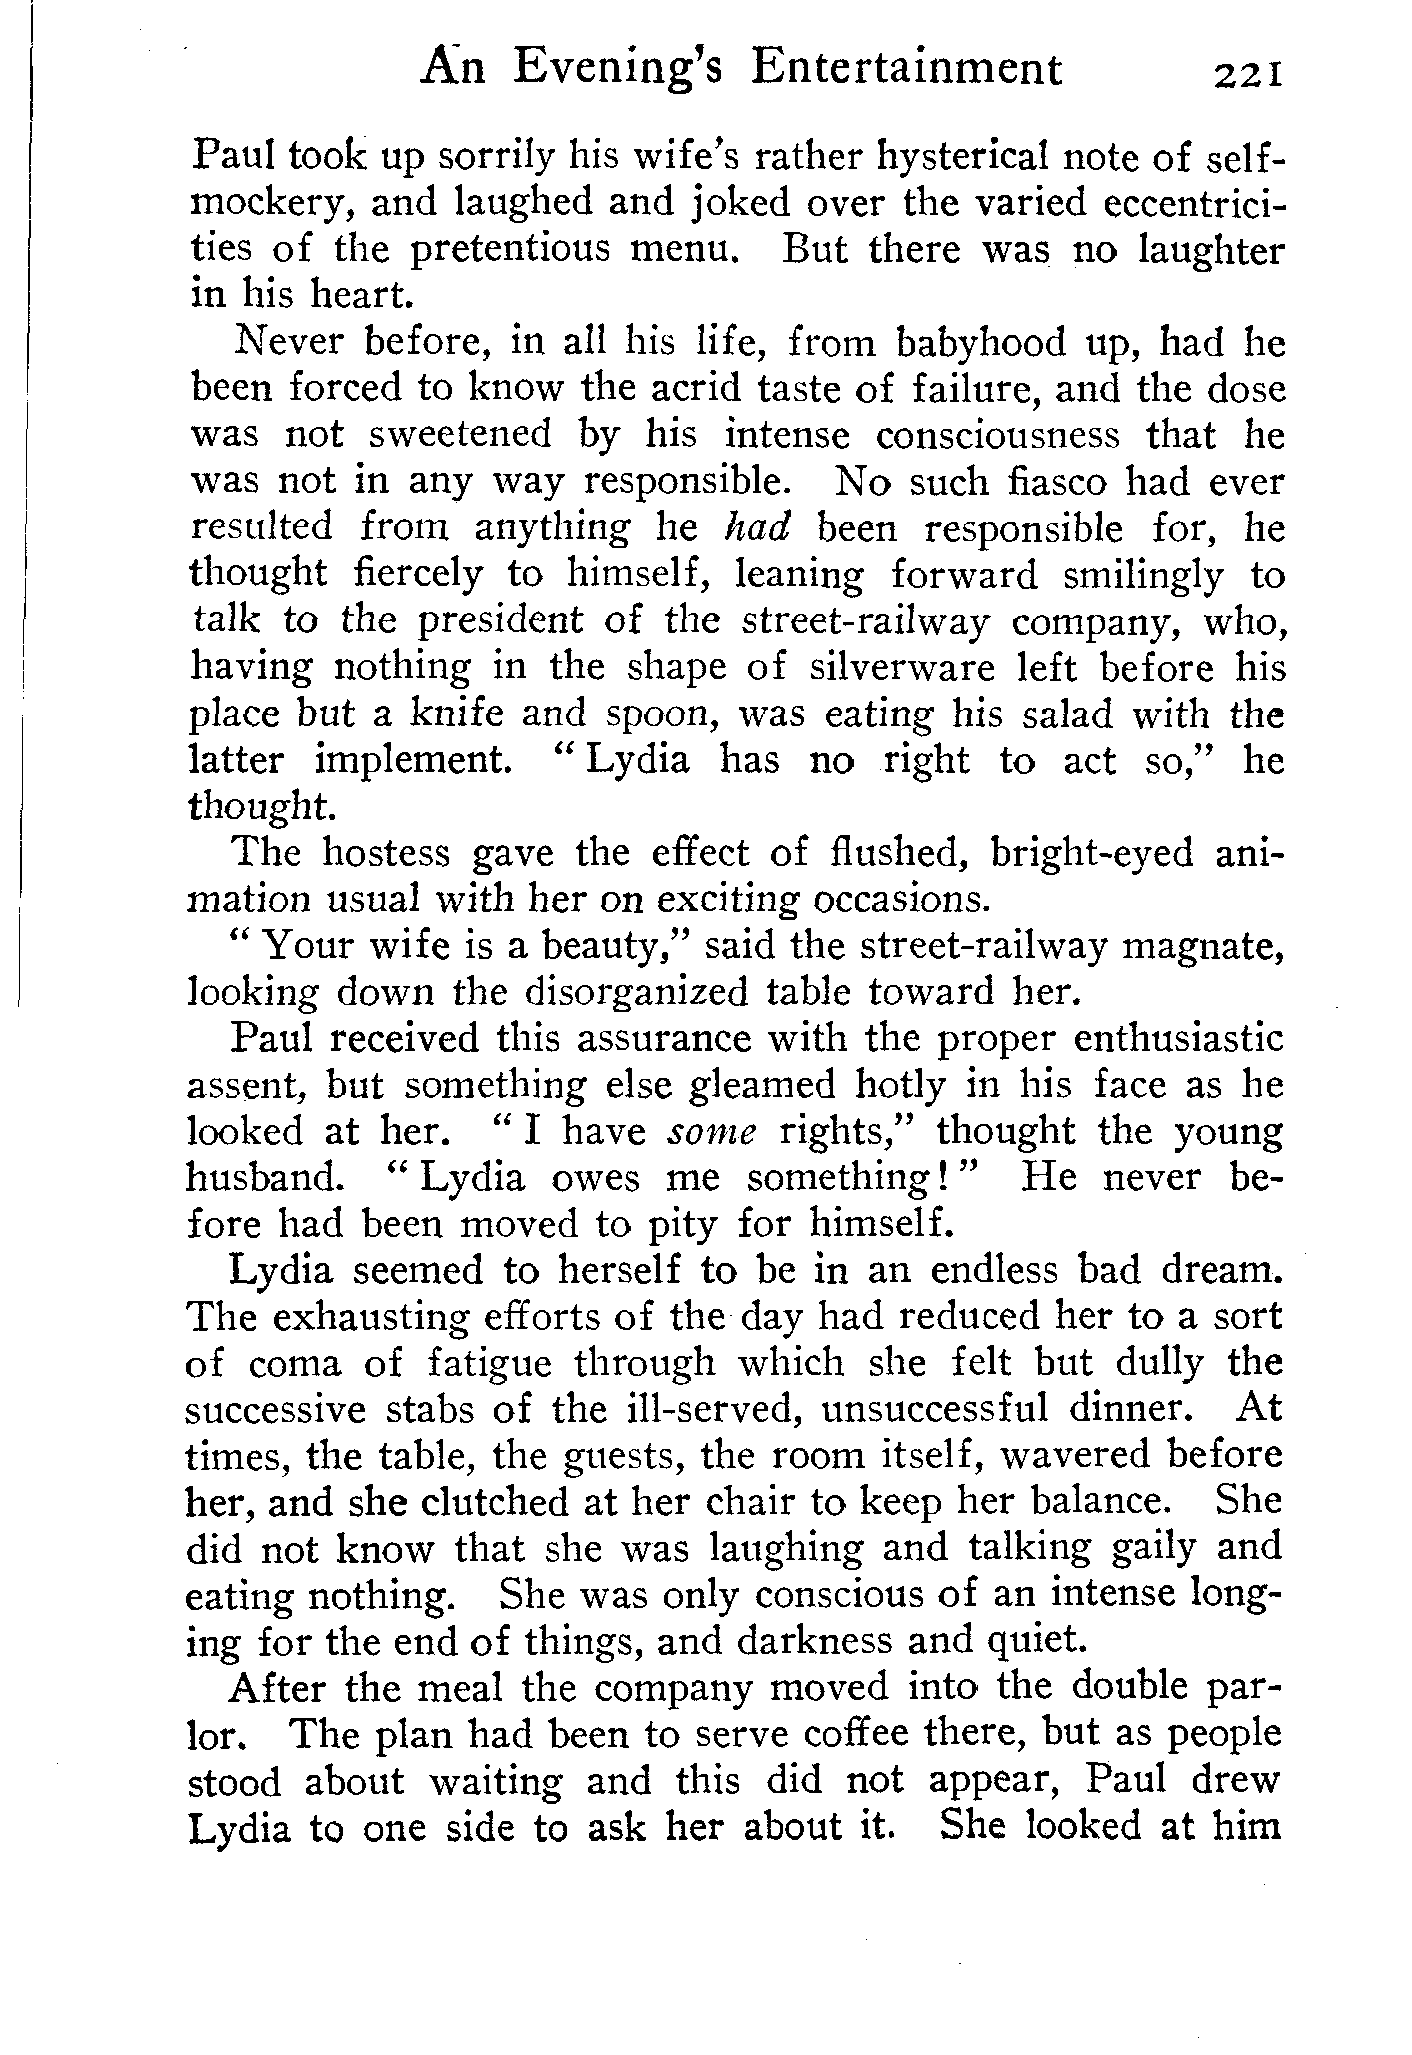 An Evening's Entertainment 221
Paul took up sorrily his wife's rather hysterical note of self-
mockery, and laughed and joked over the varied eccentrici-
ties of the pretentious menu. But there was no laughter
in his heart.
Never before, in all his life, from babyhood up, had he
been forced to know the acrid taste of failure, and the dose
was not sweetened by his intense consciousness that he
was not in any way responsible. No such fiasco had ever
resulted from anything he had been responsible for, he
thought fiercely to himself, leaning forward smilingly to
talk to the president of the street-railway company, who,
having nothing in the shape of silverware left before his
place but a knife and spoon, was eating his salad with the
latter implement. "Lydia has no right to act so," he
thought.
The hostess gave the effect of flushed, bright-eyed ani-
mation usual with her on exciting occasions.
"Your wife is a beauty," said the street-railway magnate,
looking down the disorganized table toward her.
Paul received this assurance with the proper enthusiastic
assent, but something else gleamed hotly in his face as he
looked at her. "I have some rights," thought the young
husband. "Lydia owes me something!" He never be-
fore had been moved to pity for himself.
Lydia seemed to herself to be in an endless bad dream.
The exhausting efforts of the day had reduced her to a sort
of coma of fatigue through which she felt but dully the
successive stabs of the ill-served, unsuccessful dinner. At
times, the table, the guests, the room itself, wavered before
her, and she clutched at her chair to keep her balance. She
did not know that she was laughing and talking gaily and
eating nothing. She was only conscious of an intense long-
ing for the end of things, and darkness and quiet.
After the meal the company moved into the double par-
lor. The plan had been to serve coffee there, but as people
stood about waiting and this did not appear, Paul drew
Lydia to one side to ask her about it. She looked at him